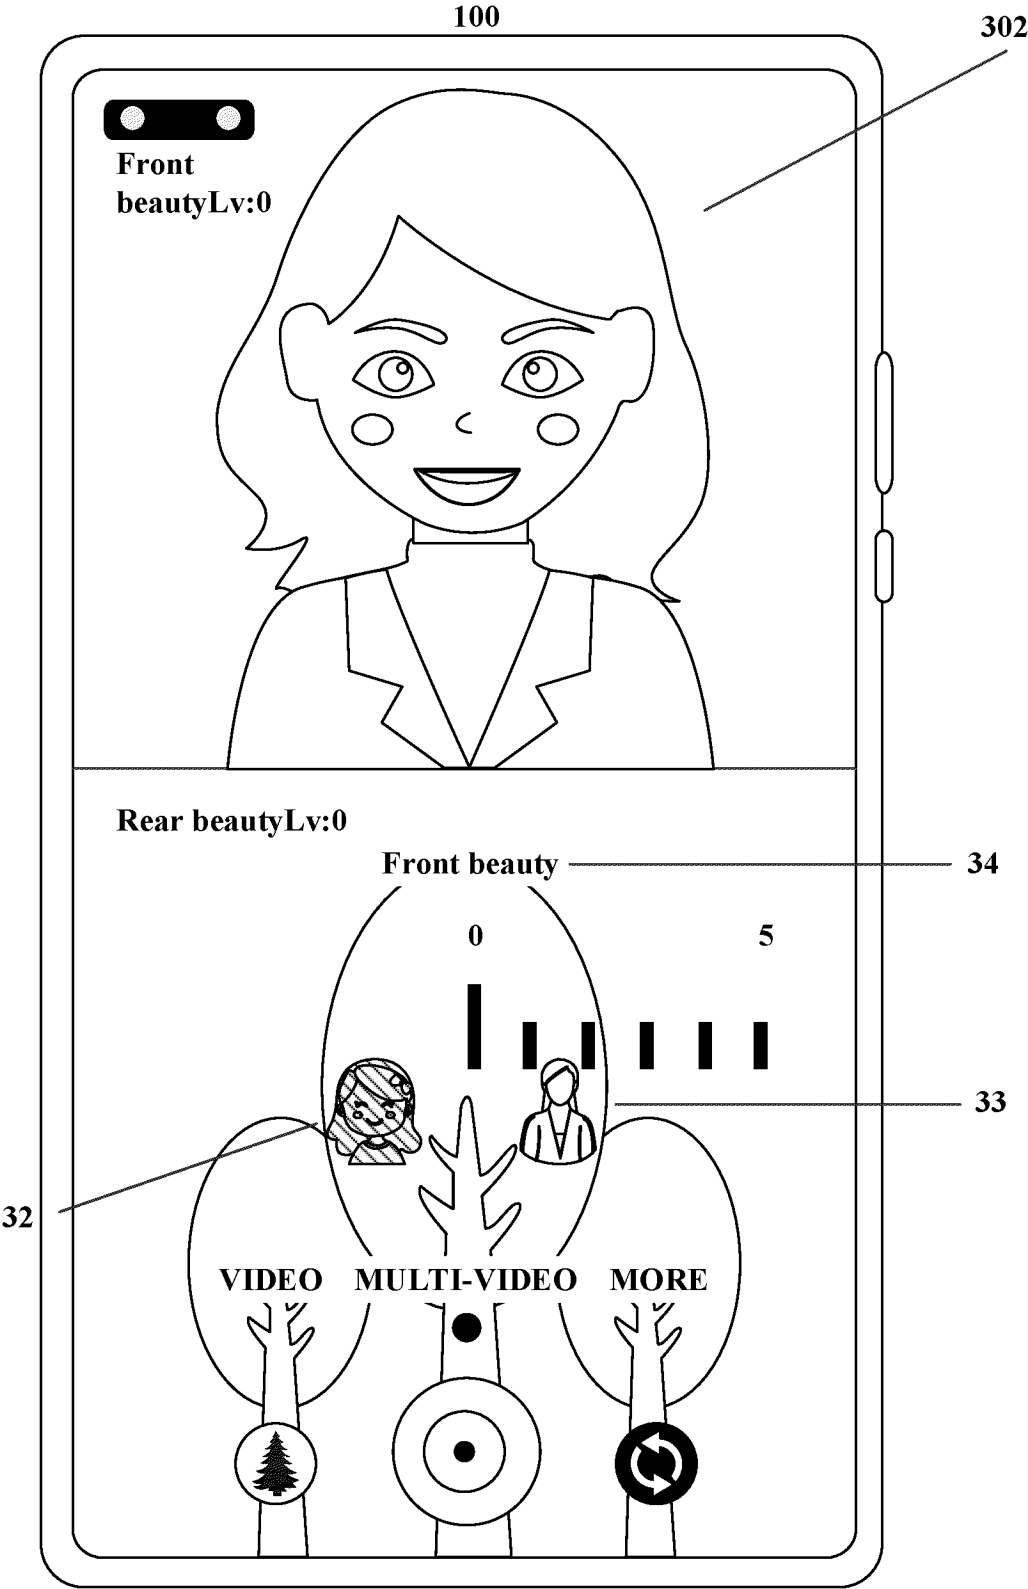 100
302
Front
beautyLv:0
Rear beautyLv:0
Front beauty
34
0 5
33
32
VIDEO MULTI-VIDEO MORE